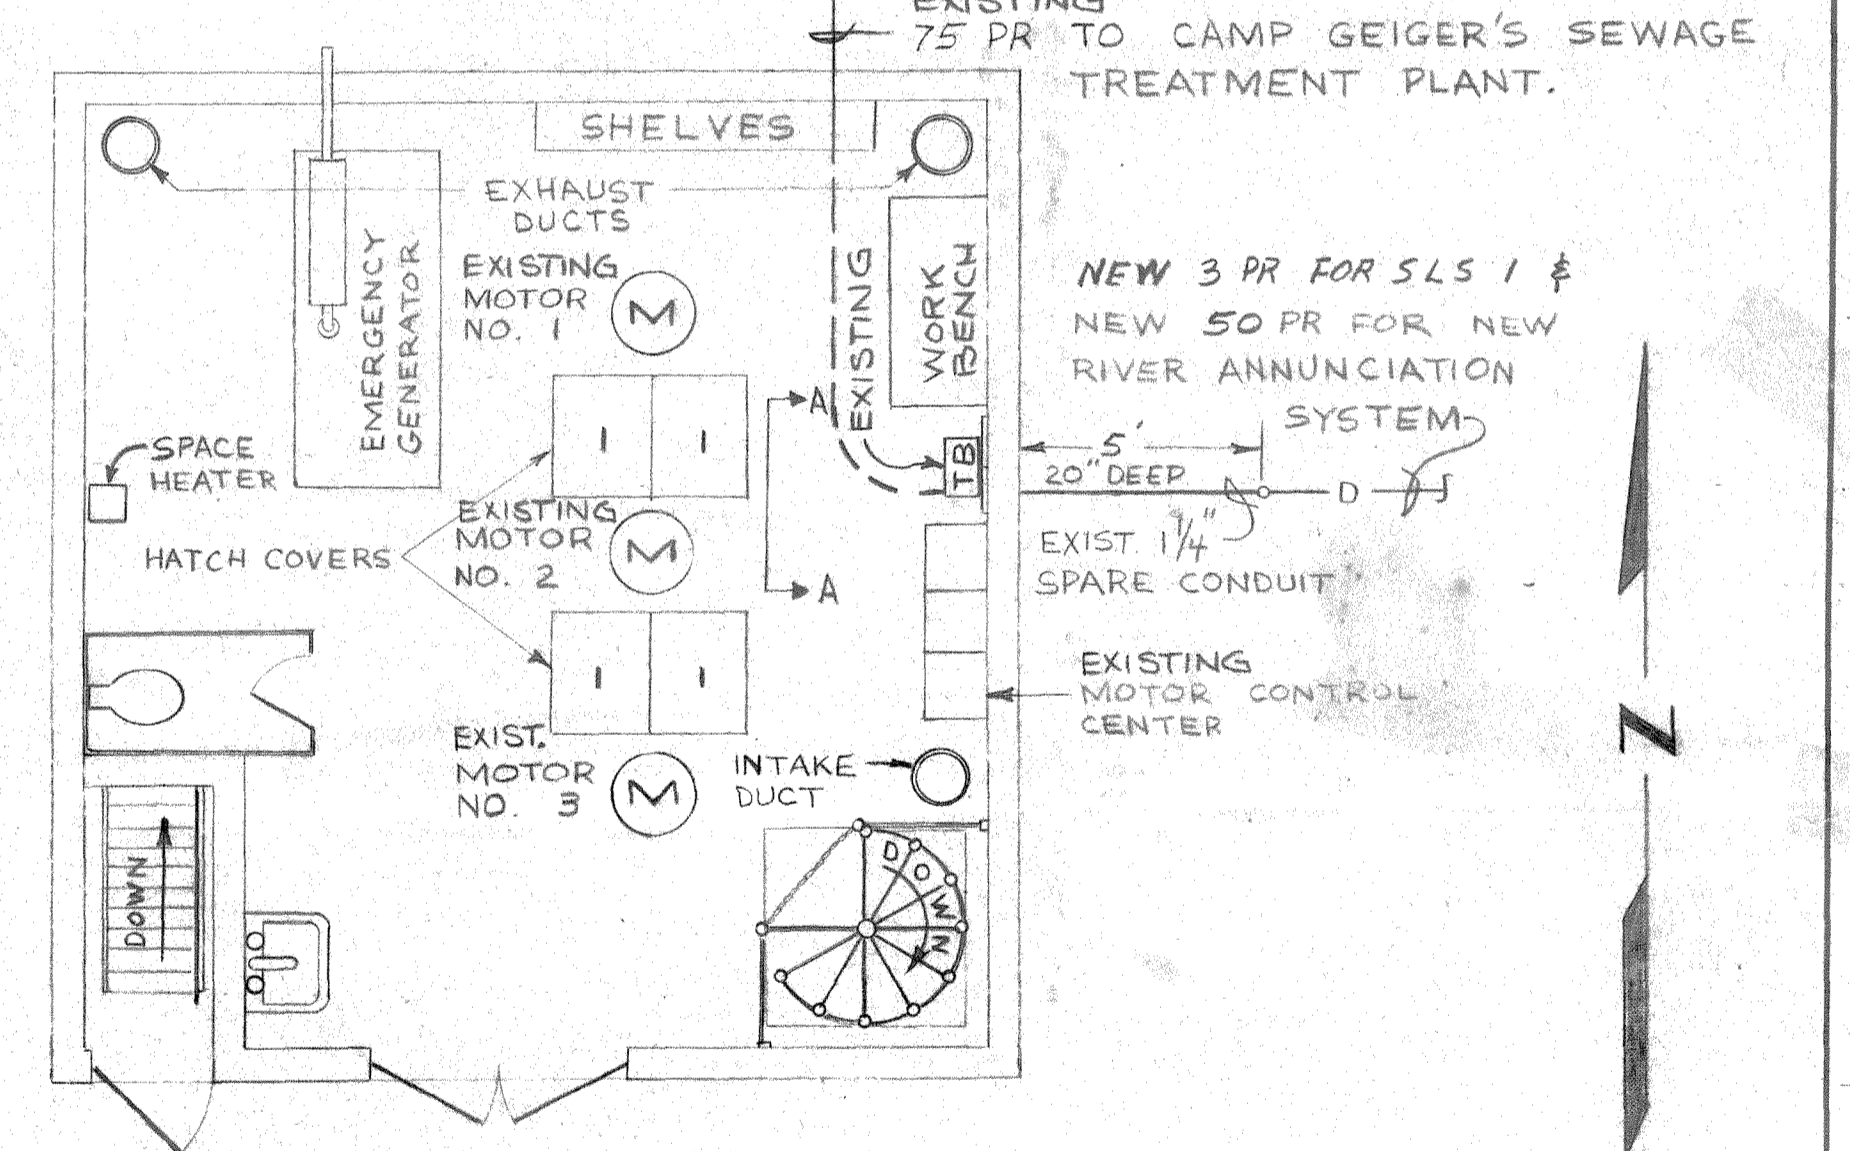 EXISTING
75 PR TO CAMP GEIGER'S SEWAGE
TREATMENT PLANT.
SHELVES
EXHAUST
DUCTS
EMERGENCY
GENERATOR
EXISTING
MOTOR
NO. 1
M
EXISTING
WORK
BENCH
NEW 3 PR FOR SLS 1 &
NEW 50 PR FOR NEW
RIVER ANNUNCIATION
SYSTEM
A
SPACE
HEATER
TB
5'
20" DEEP
D
EXISTING
MOTOR
NO. 2
M
HATCH COVERS
A
EXIST. 1 1/4"
SPARE CONDUIT
EXISTING
MOTOR CONTROL
CENTER
N
EXIST.
MOTOR
NO. 3
M
INTAKE
DUCT
DOWN
DOWN